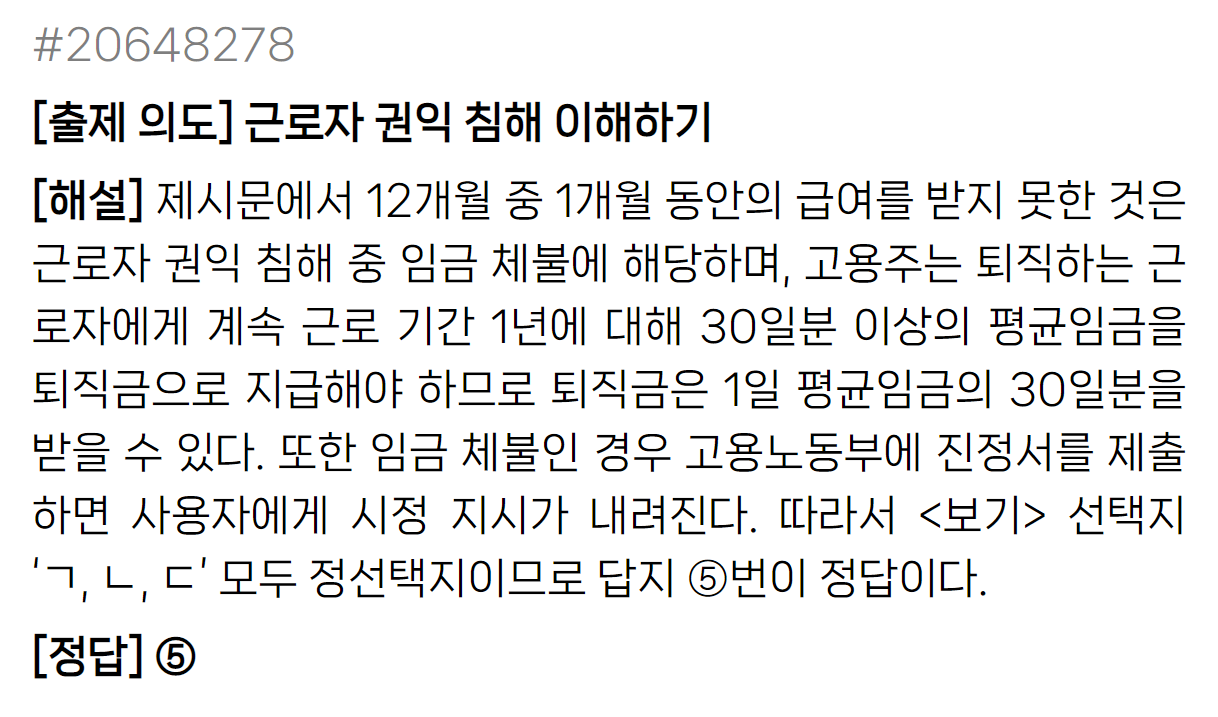 #20648278
[출제 의도] 근로자 권익 침해 이해하기
[해설] 제시문에서 12개월 중 1개월 동안의 급여를 받지 못한 것은
근로자 권익 침해 중 임금 체불에 해당하며, 고용주는 퇴직하는 근
로자에게 계속 근로 기간 1년에 대해 30일분 이상의 평균임금을
퇴직금으로 지급해야 하므로 퇴직금은 1일 평균임금의 30일분을
받을 수 있다. 또한 임금 체불인 경우 고용노동부에 진정서를 제출
하면 사용자에게 시정 지시가 내려진다. 따라서 <보기> 선택지
‘ㄱ, ㄴ, ㄷ’ 모두 정선택지이므로 답지 ⑤번이 정답이다.
[정답] ⑤